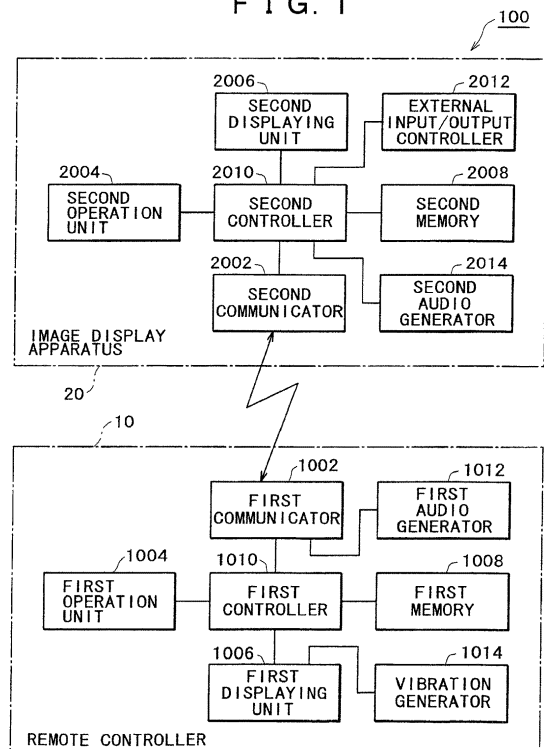 FIG. 1
100
2006
SECOND
DISPLAYING
UNIT
2012
EXTERNAL
INPUT/OUTPUT
CONTROLLER
2004
SECOND
OPERATION
UNIT
2010
SECOND
CONTROLLER
2008
SECOND
MEMORY
2002
SECOND
COMMUNICATOR
2014
SECOND
AUDIO
GENERATOR
IMAGE DISPLAY
APPARATUS
20
10
1002
FIRST
COMMUNICATOR
1012
FIRST
AUDIO
GENERATOR
1004
FIRST
OPERATION
UNIT
1010
FIRST
CONTROLLER
1008
FIRST
MEMORY
1006
FIRST
DISPLAYING
UNIT
1014
VIBRATION
GENERATOR
REMOTE CONTROLLER